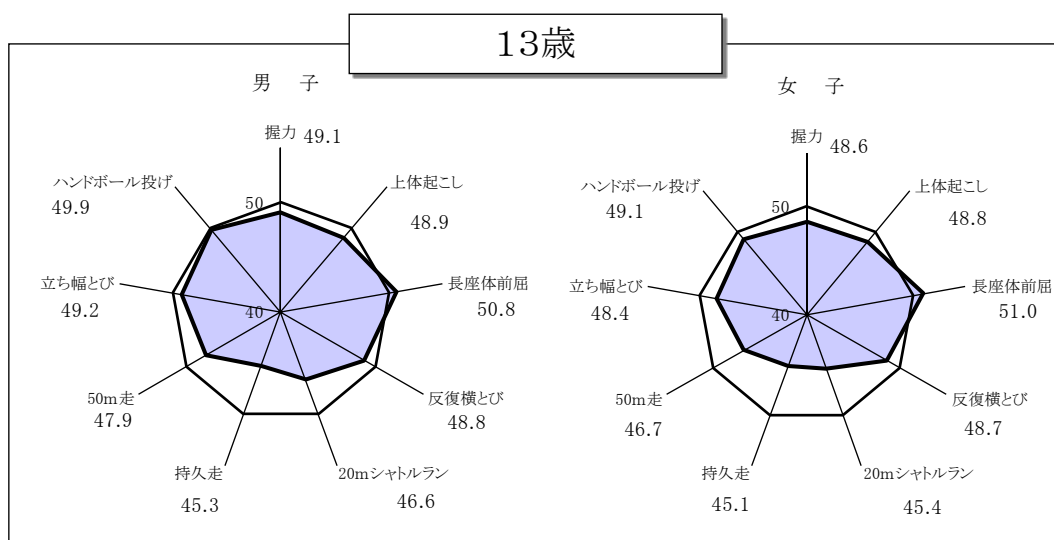 13歳
男 子
握力 49.1
上体起こし
48.9
長座体前屈
50.8
反復横とび
48.8
20mシャトルラン
46.6
持久走
45.3
50m走
47.9
立ち幅とび
49.2
ハンドボール投げ
49.9
50
40
女 子
握力
48.6
上体起こし
48.8
長座体前屈
51.0
反復横とび
48.7
20mシャトルラン
45.4
持久走
45.1
50m走
46.7
立ち幅とび
48.4
ハンドボール投げ
49.1
50
40